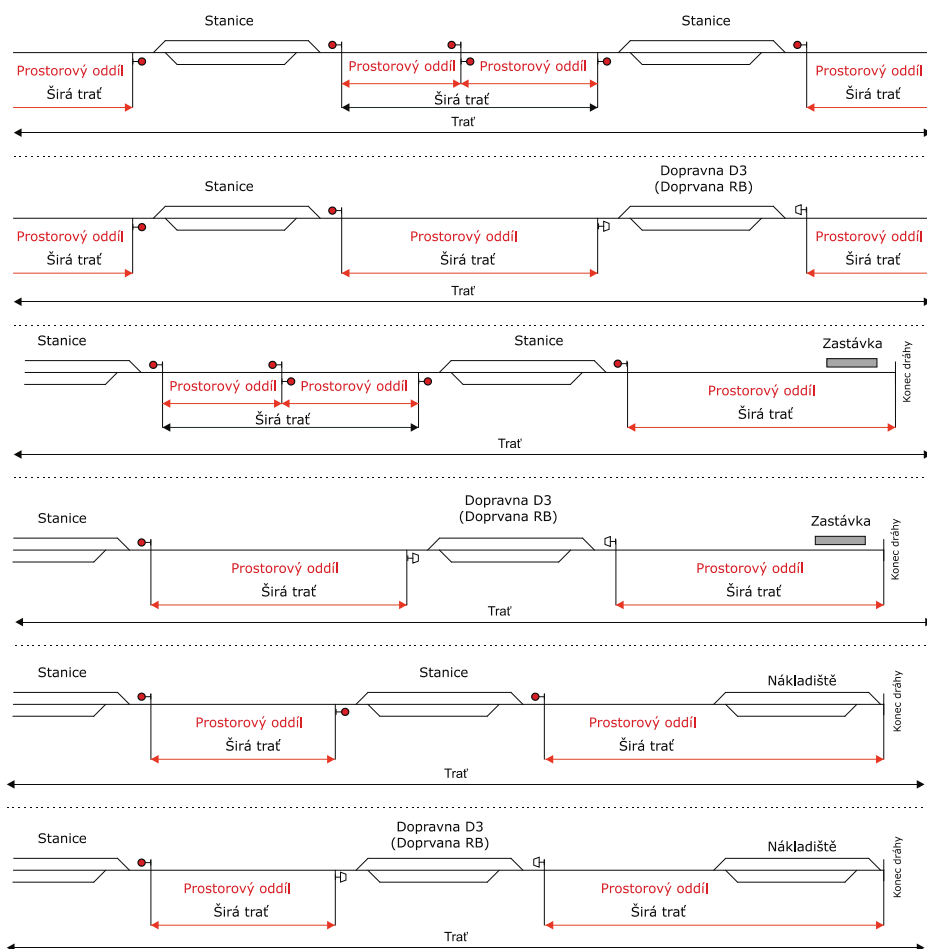 Stanice
Stanice
Prostorový oddíl
Prostorový oddíl
Prostorový oddíl
Prostorový oddíl
Širá trať
Širá trať
Širá trať
Trať
Dopravna D3
(Doprvana RB)
Stanice
Prostorový oddíl
Prostorový oddíl
Prostorový oddíl
Širá trať
Širá trať
Širá trať
Trať
Stanice
Stanice
Zastávka
Konec dráhy
Prostorový oddíl
Prostorový oddíl
Prostorový oddíl
Širá trať
Širá trať
Trať
Dopravna D3
(Doprvana RB)
Stanice
Zastávka
Konec dráhy
Prostorový oddíl
Prostorový oddíl
Širá trať
Širá trať
Trať
Stanice
Stanice
Nákladiště
Konec dráhy
Prostorový oddíl
Prostorový oddíl
Širá trať
Širá trať
Trať
Dopravna D3
(Doprvana RB)
Stanice
Nákladiště
Konec dráhy
Prostorový oddíl
Prostorový oddíl
Širá trať
Širá trať
Trať